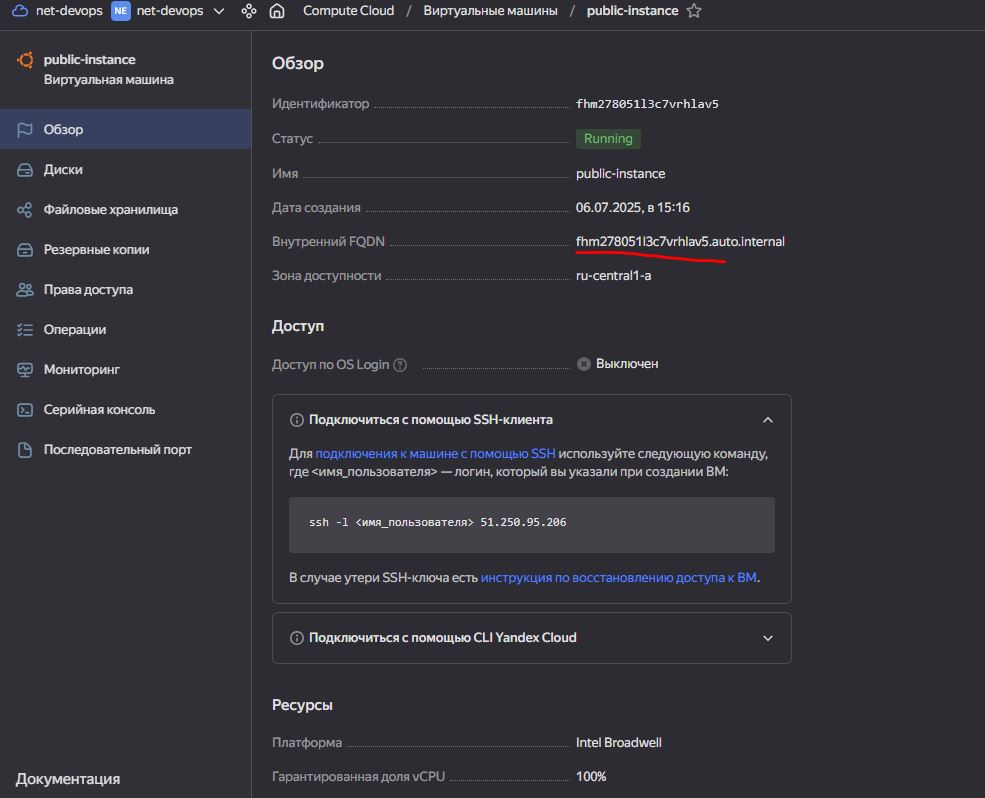 net-devops NE net-devops Compute Cloud / Виртуальные машины / public-instance
public-instance
Виртуальная машина
Обзор
Диски
Файловые хранилища
Резервные копии
Права доступа
Операции
Мониторинг
Серийная консоль
Последовательный порт
Документация
Обзор
Идентификатор fhm278051l3c7vrhlav5
Статус Running
Имя public-instance
Дата создания 06.07.2025, в 15:16
Внутренний FQDN fhm278051l3c7vrhlav5.auto.internal
Зона доступности ru-central1-a
Доступ
Доступ по OS Login Выключен
Подключиться с помощью SSH-клиента
Для подключения к машине с помощью SSH используйте следующую команду,
где <имя_пользователя> — логин, который вы указали при создании ВМ:
ssh -l <имя_пользователя> 51.250.95.206
В случае утери SSH-ключа есть инструкция по восстановлению доступа к ВМ.
Подключиться с помощью CLI Yandex Cloud
Ресурсы
Платформа Intel Broadwell
Гарантированная доля vCPU 100%